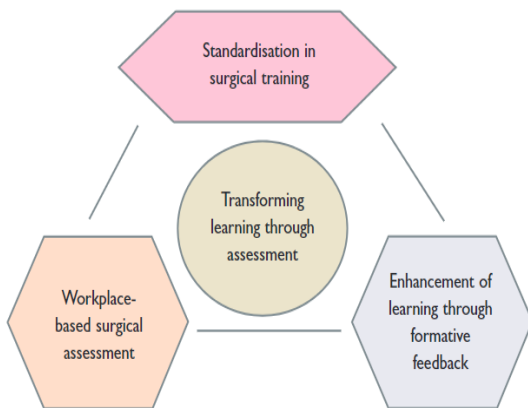 Standardisation in
surgical training
Transforming
learning through
assessment
Workplace-
based surgical
assessment
Enhancement of
learning through
formative
feedback